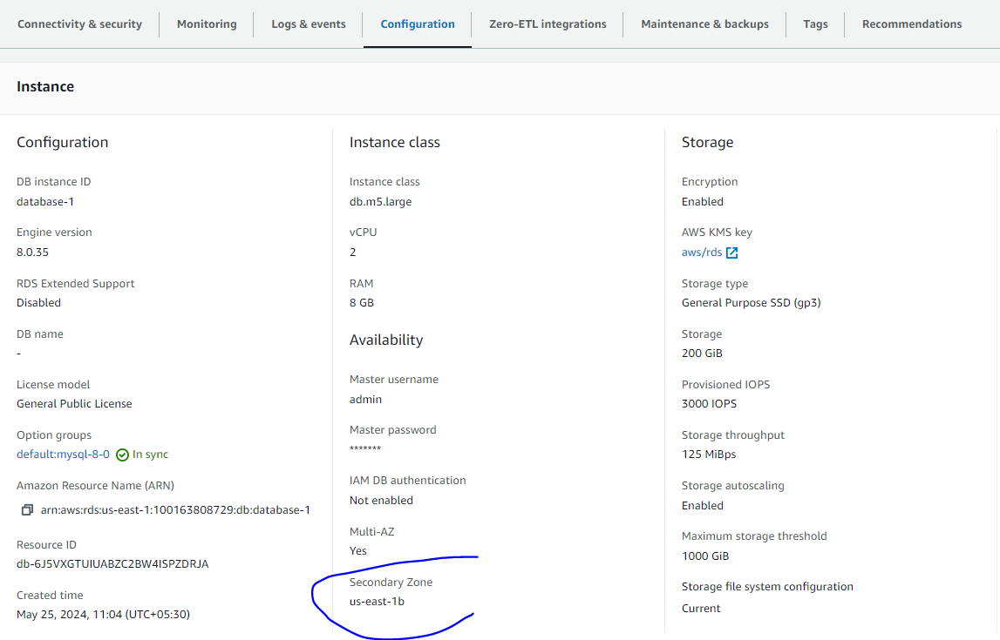 Connectivity & security
Monitoring
Logs & events
Configuration
Zero-ETL integrations
Maintenance & backups
Tags
Recommendations
Instance
Configuration
DB instance ID
database-1
Engine version
8.0.35
RDS Extended Support
Disabled
DB name
-
License model
General Public License
Option groups
default:mysql-8-0 In sync
Amazon Resource Name (ARN)
arn:aws:rds:us-east-1:100163808729:db:database-1
Resource ID
db-6J5VXGTUIUABZC2BW4ISPZDRJA
Created time
May 25, 2024, 11:04 (UTC+05:30)
Instance class
Instance class
db.m5.large
vCPU
2
RAM
8 GB
Availability
Master username
admin
Master password
*******
IAM DB authentication
Not enabled
Multi-AZ
Yes
Secondary Zone
us-east-1b
Storage
Encryption
Enabled
AWS KMS key
aws/rds
Storage type
General Purpose SSD (gp3)
Storage
200 GiB
Provisioned IOPS
3000 IOPS
Storage throughput
125 MiBps
Storage autoscaling
Enabled
Maximum storage threshold
1000 GiB
Storage file system configuration
Current